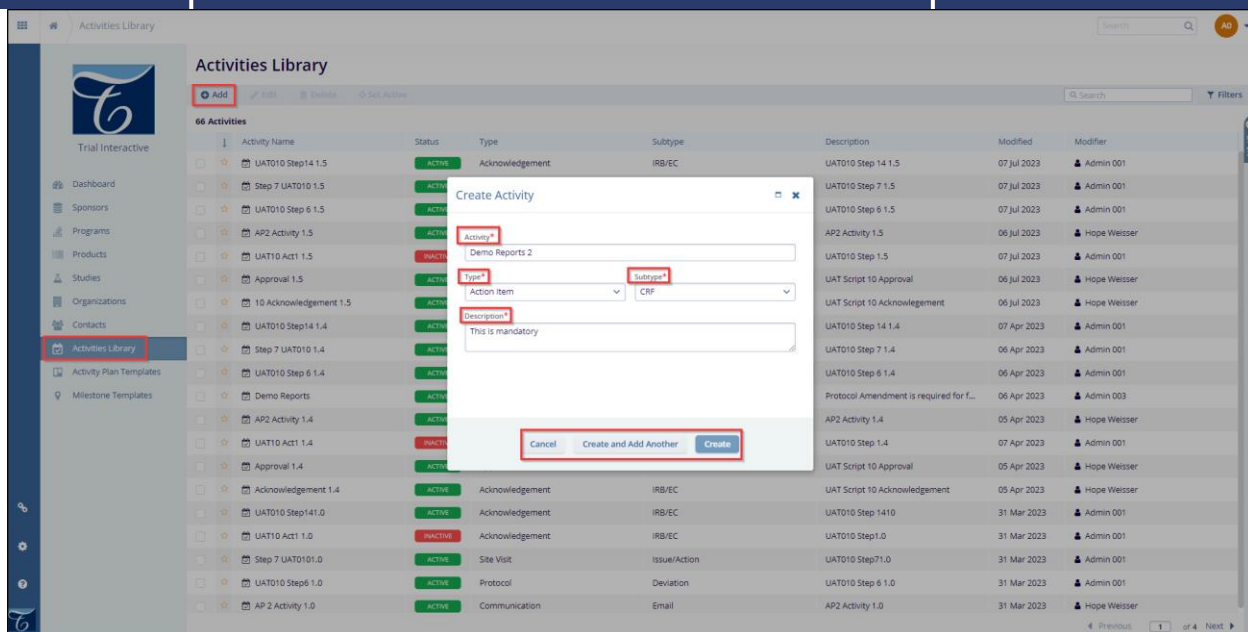 Activities Library
Search
AO
Trial Interactive
Dashboard
Sponsors
Programs
Products
Studies
Organizations
Contacts
Activities Library
Activity Plan Templates
Milestone Templates
Activities Library
Add Edit Delete Set Active Search Filters
66 Activities
Activity Name Status Type Subtype Description Modified Modifier
UAT010 Step14 1.5 ACTIVE Acknowledgement IRB/EC UAT010 Step 14 1.5 07 Jul 2023 Admin 001
Step 7 UAT010 1.5 UAT010 Step 7 1.5 07 Jul 2023 Admin 001
UAT010 Step 6 1.5 UAT010 Step 6 1.5 07 Jul 2023 Admin 001
AP2 Activity 1.5 AP2 Activity 1.5 06 Jul 2023 Hope Weisser
UAT10 Act1 1.5 UAT010 Step 1.5 07 Jul 2023 Admin 001
Approval 1.5 UAT Script 10 Approval 06 Jul 2023 Hope Weisser
10 Acknowledgement 1.5 UAT Script 10 Acknowlegement 06 Jul 2023 Hope Weisser
UAT010 Step14 1.4 UAT010 Step 14 1.4 07 Apr 2023 Admin 001
Step 7 UAT010 1.4 UAT010 Step 7 1.4 06 Apr 2023 Admin 001
UAT010 Step 6 1.4 UAT010 Step 6 1.4 06 Apr 2023 Admin 001
Demo Reports Protocol Amendment is required for f... 06 Apr 2023 Admin 003
AP2 Activity 1.4 AP2 Activity 1.4 05 Apr 2023 Hope Weisser
UAT10 Act1 1.4 UAT010 Step 1.4 07 Apr 2023 Admin 001
Approval 1.4 UAT Script 10 Approval 05 Apr 2023 Hope Weisser
Acknowledgement 1.4 ACTIVE Acknowledgement IRB/EC UAT Script 10 Acknowledgement 05 Apr 2023 Hope Weisser
UAT010 Step141.0 ACTIVE Acknowledgement IRB/EC UAT010 Step 1410 31 Mar 2023 Admin 001
UAT10 Act1 1.0 INACTIVE Acknowledgement IRB/EC UAT010 Step1.0 31 Mar 2023 Admin 001
Step 7 UAT0101.0 ACTIVE Site Visit Issue/Action UAT010 Step71.0 31 Mar 2023 Admin 001
UAT010 Step6 1.0 ACTIVE Protocol Deviation UAT010 Step 6 1.0 31 Mar 2023 Admin 001
AP 2 Activity 1.0 ACTIVE Communication Email AP2 Activity 1.0 31 Mar 2023 Hope Weisser
Previous 1 of 4 Next
Create Activity
Activity*
Demo Reports 2
Type* Subtype*
Action Item CRF
Description*
This is mandatory
Cancel Create and Add Another Create